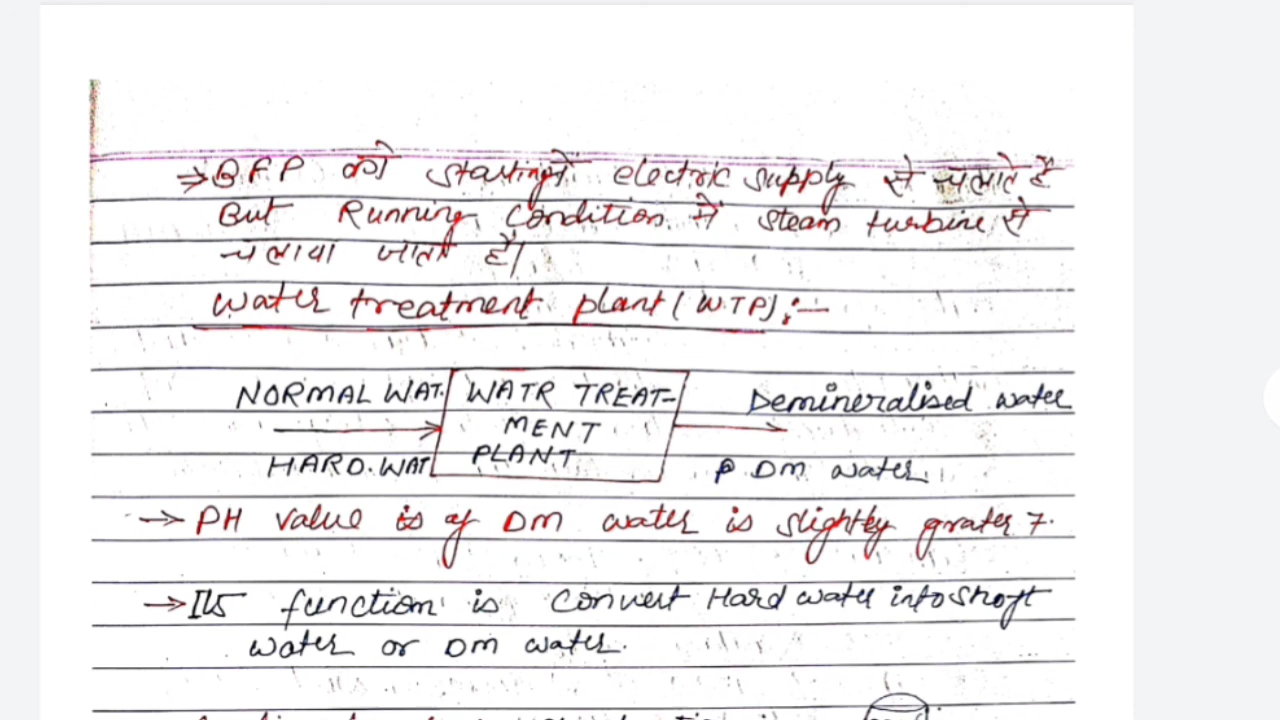 ⇒ BFP को starting में electric supply से चलाते हैं
But Running Condition में steam turbine से
चलाया जाता है।
water treatment plant (WTP):-
NORMAL WAT. WATR TREAT- Demineralised water
MENT
HARD. WAT PLANT DM water
→ PH value is of DM water is slightly grater 7.
→ Its function is convert Hard water into shoft
water or DM water.